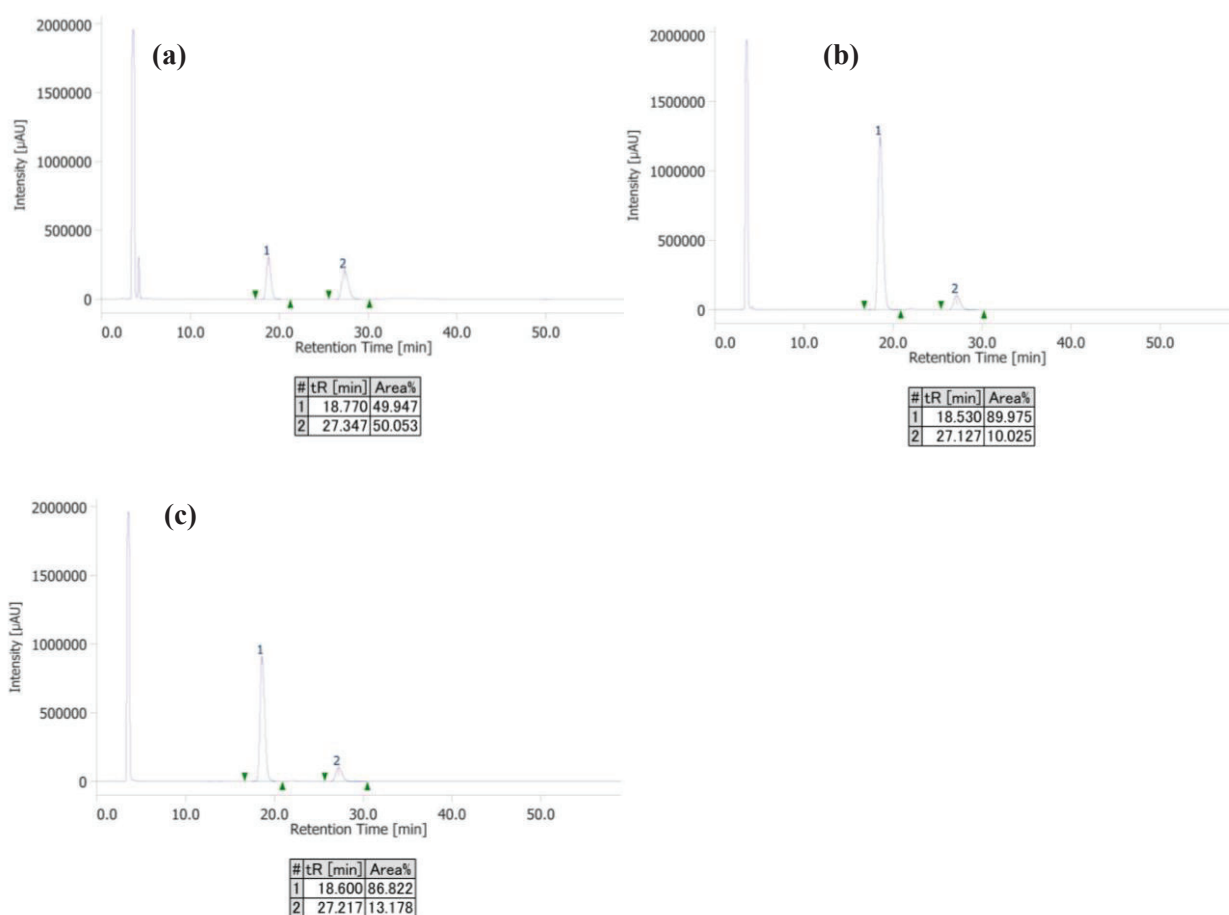 (a)
2000000
1500000
1000000
500000
0
Intensity [µAU]
1
2
0.0 10.0 20.0 30.0 40.0 50.0
Retention Time [min]
# tR [min] Area%
1 18.770 49.947
2 27.347 50.053
(b)
2000000
1500000
1000000
500000
0
Intensity [µAU]
1
2
0.0 10.0 20.0 30.0 40.0 50.0
Retention Time [min]
# tR [min] Area%
1 18.530 89.975
2 27.127 10.025
(c)
2000000
1500000
1000000
500000
0
Intensity [µAU]
1
2
0.0 10.0 20.0 30.0 40.0 50.0
Retention Time [min]
# tR [min] Area%
1 18.600 86.822
2 27.217 13.178